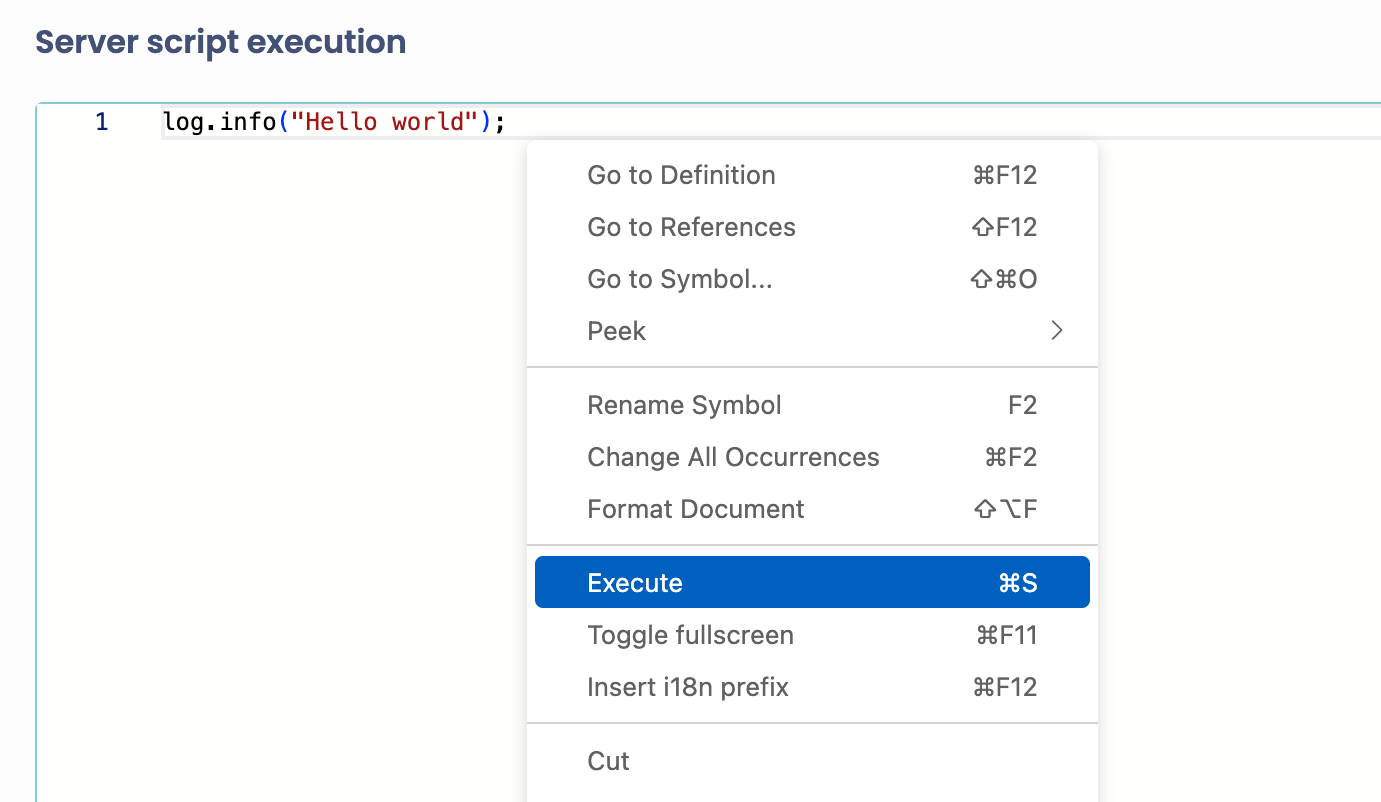 Server script execution
1 log.info("Hello world");
Go to Definition ⌘F12
Go to References ⇧F12
Go to Symbol... ⇧⌘O
Peek
Rename Symbol F2
Change All Occurrences ⌘F2
Format Document ⇧⌥F
Execute ⌘S
Toggle fullscreen ⌘F11
Insert i18n prefix ⌘F12
Cut